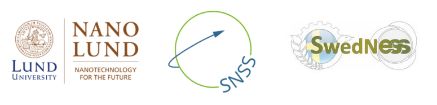 LUND
UNIVERSITY
NANO
LUND
NANOTECHNOLOGY
FOR THE FUTURE
SNSS
SwedNess